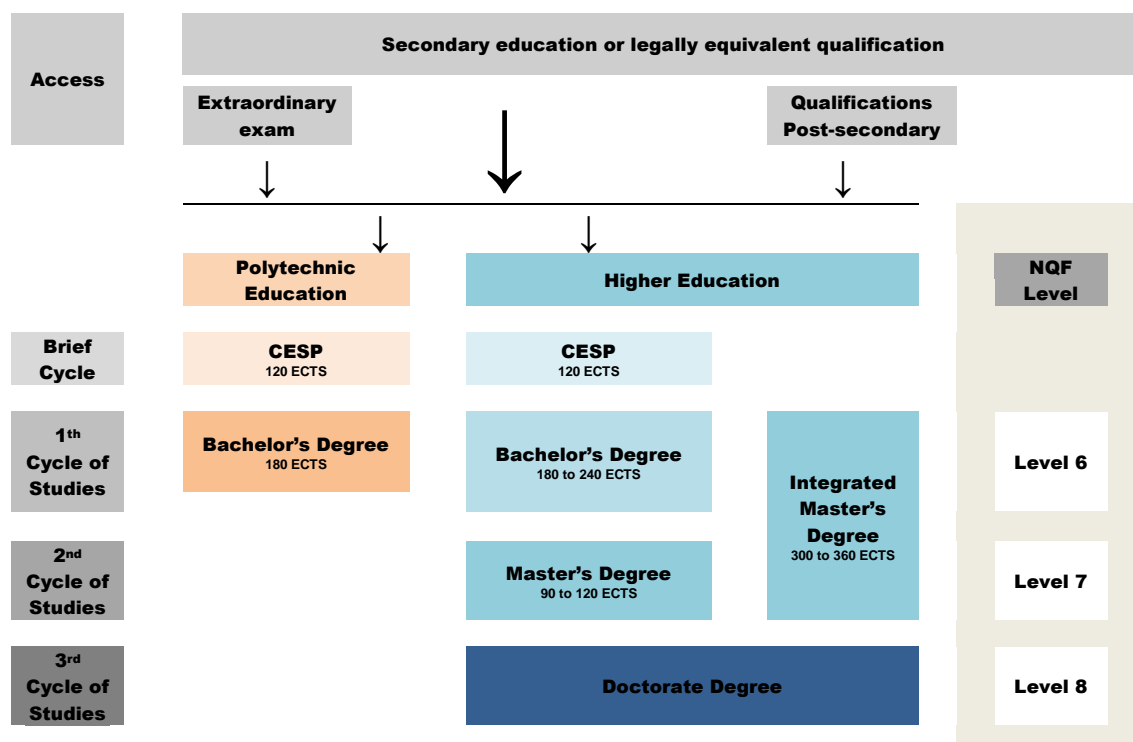 Access
Secondary education or legally equivalent qualification
Extraordinary
exam
Qualifications
Post-secondary
Polytechnic
Education
Higher Education
NQF
Level
Brief
Cycle
CESP
120 ECTS
CESP
120 ECTS
1th
Cycle of
Studies
Bachelor’s Degree
180 ECTS
Bachelor’s Degree
180 to 240 ECTS
Integrated
Master’s
Degree
300 to 360 ECTS
Level 6
2nd
Cycle of
Studies
Master’s Degree
90 to 120 ECTS
Level 7
3rd
Cycle of
Studies
Doctorate Degree
Level 8